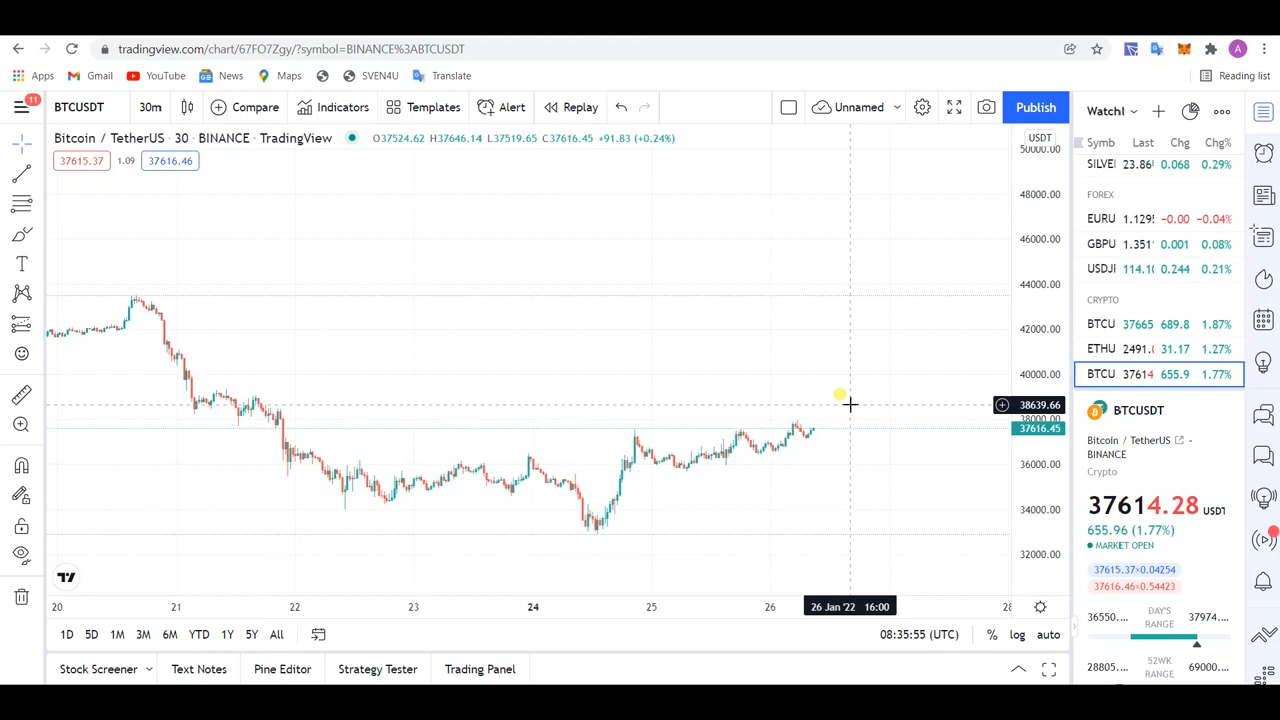 tradingview.com/chart/67FO7Zgy/?symbol=BINANCE%3ABTCUSDT
A
Apps Gmail YouTube News Maps SVEN4U Translate Reading list
11 BTCUSDT 30m Compare Indicators Templates Alert Replay Unnamed Publish
Watchl
Bitcoin / TetherUS · 30 · BINANCE · TradingView O37524.62 H37646.14 L37519.65 C37616.45 +91.83 (+0.24%)
37615.37 1.09 37616.46
USDT
50000.00
48000.00
46000.00
44000.00
42000.00
40000.00
38639.66
38000.00
37616.45
36000.00
34000.00
32000.00
20 21 22 23 24 25 26 26 Jan '22 16:00 28
1D 5D 1M 3M 6M YTD 1Y 5Y All 08:35:55 (UTC) % log auto
Stock Screener Text Notes Pine Editor Strategy Tester Trading Panel
Symb Last Chg Chg%
SILVE 23.86 0.068 0.29%
FOREX
EURU 1.129 −0.00 −0.04%
GBPU 1.351 0.001 0.08%
USDJ 114.10 0.244 0.21%
CRYPTO
BTCU 37665 689.8 1.87%
ETHU 2491.0 31.17 1.27%
BTCU 37614 655.9 1.77%
BTCUSDT
Bitcoin / TetherUS ·
BINANCE
Crypto
37614.28 USDT
655.96 (1.77%)
MARKET OPEN
37615.37×0.04254
37616.46×0.54423
36550.... DAY'S RANGE 37974....
28805.... 52WK RANGE 69000....